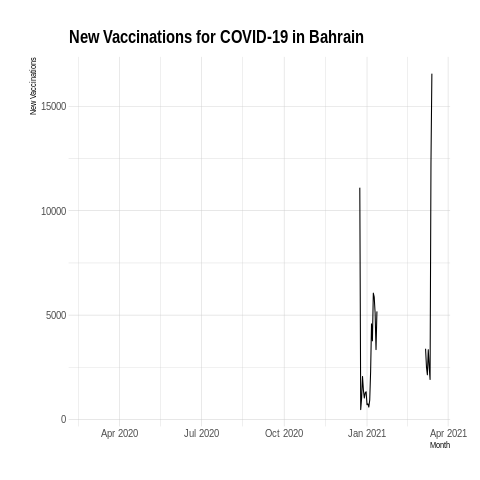 New Vaccinations for COVID-19 in Bahrain
New Vaccinations
15000
10000
5000
0
Apr 2020
Jul 2020
Oct 2020
Jan 2021
Apr 2021
Month